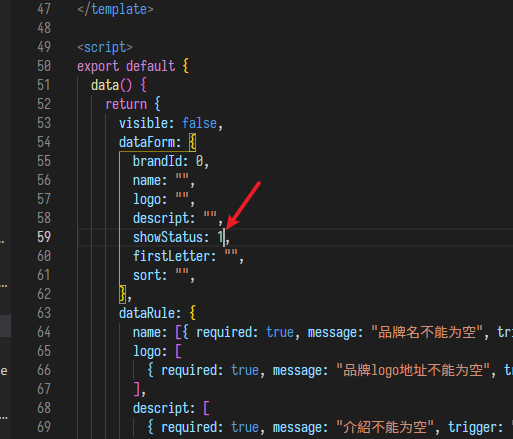 47 </template>
48
49 <script>
50 export default {
51 data() {
52 return {
53 visible: false,
54 dataForm: {
55 brandId: 0,
56 name: "",
57 logo: "",
58 descript: "",
59 showStatus: 1,
60 firstLetter: "",
61 sort: "",
62 },
63 dataRule: {
64 name: [{ required: true, message: "品牌名不能为空", tri
65 logo: [
66 { required: true, message: "品牌logo地址不能为空", t
67 ],
68 descript: [
69 { required: true, message: "介紹不能为空", trigger: "
e